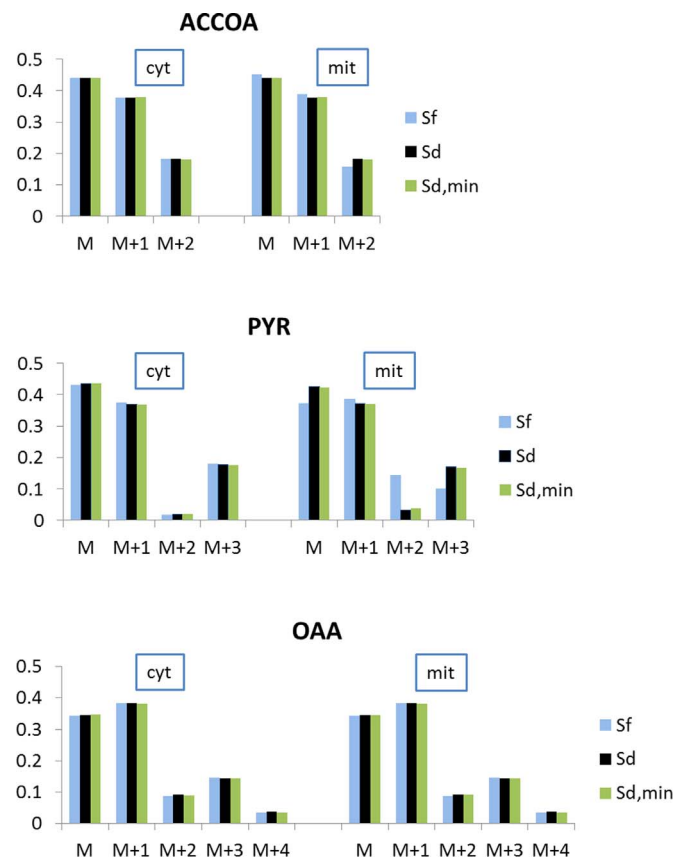 ACCOA
0.5
0.4
0.3
0.2
0.1
0
cyt
mit
M M+1 M+2 M M+1 M+2
Sf
Sd
Sd,min
PYR
0.5
0.4
0.3
0.2
0.1
0
cyt
mit
M M+1 M+2 M+3 M M+1 M+2 M+3
Sf
Sd
Sd,min
OAA
0.5
0.4
0.3
0.2
0.1
0
cyt
mit
M M+1 M+2 M+3 M+4 M M+1 M+2 M+3 M+4
Sf
Sd
Sd,min